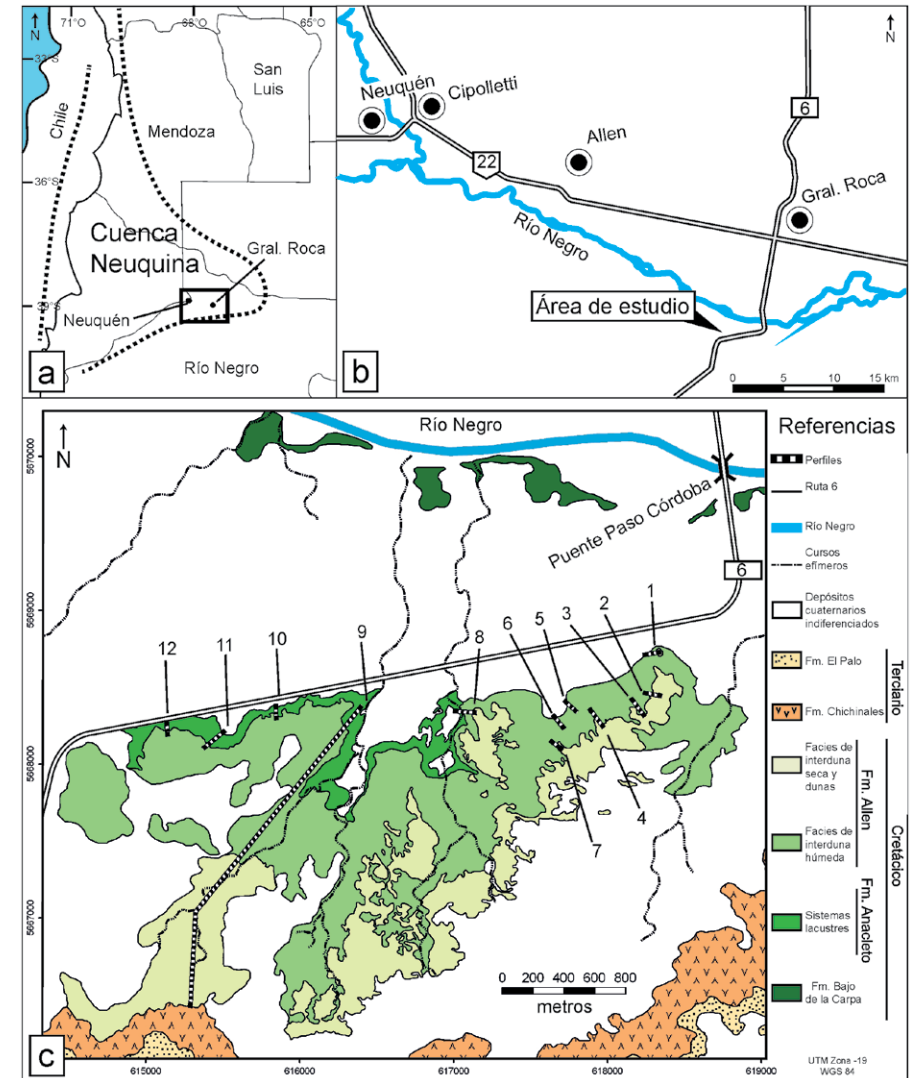 71°O
65°O
N
33°S
San
Luis
Chile
Mendoza
36°S
Cuenca
Neuquina
Gral. Roca
Neuquén
Río Negro
a
N
Neuquén
Cipolletti
6
Allen
22
Gral. Roca
Río Negro
Área de estudio
b
0 5 10 15 km
Río Negro
N
5670000
Puente Paso Córdoba
6
5669000
1
2
3
5
6
8
9
10
11
12
5668000
4
7
5667000
0 200 400 600 800
metros
c
615000
616000
617000
618000
619000
Referencias
Perfiles
Ruta 6
Río Negro
Cursos
efímeros
Depósitos
cuaternarios
indiferenciados
Fm. El Palo
Fm. Chichinales
Terciario
Facies de
interduna
seca y
dunas
Facies de
interduna
húmeda
Fm. Allen
Sistemas
lacustres
Fm. Anacleto
Fm. Bajo
de la Carpa
Cretácico
UTM Zona -19
WGS 84